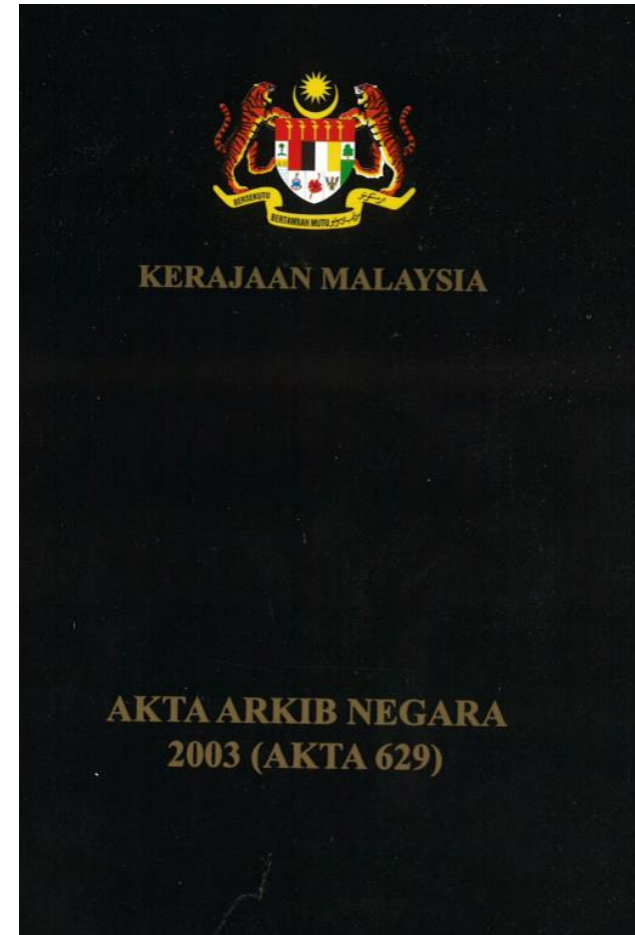 BERSEKUTU
BERTAMBAH MUTU
KERAJAAN MALAYSIA
AKTA ARKIB NEGARA
2003 (AKTA 629)